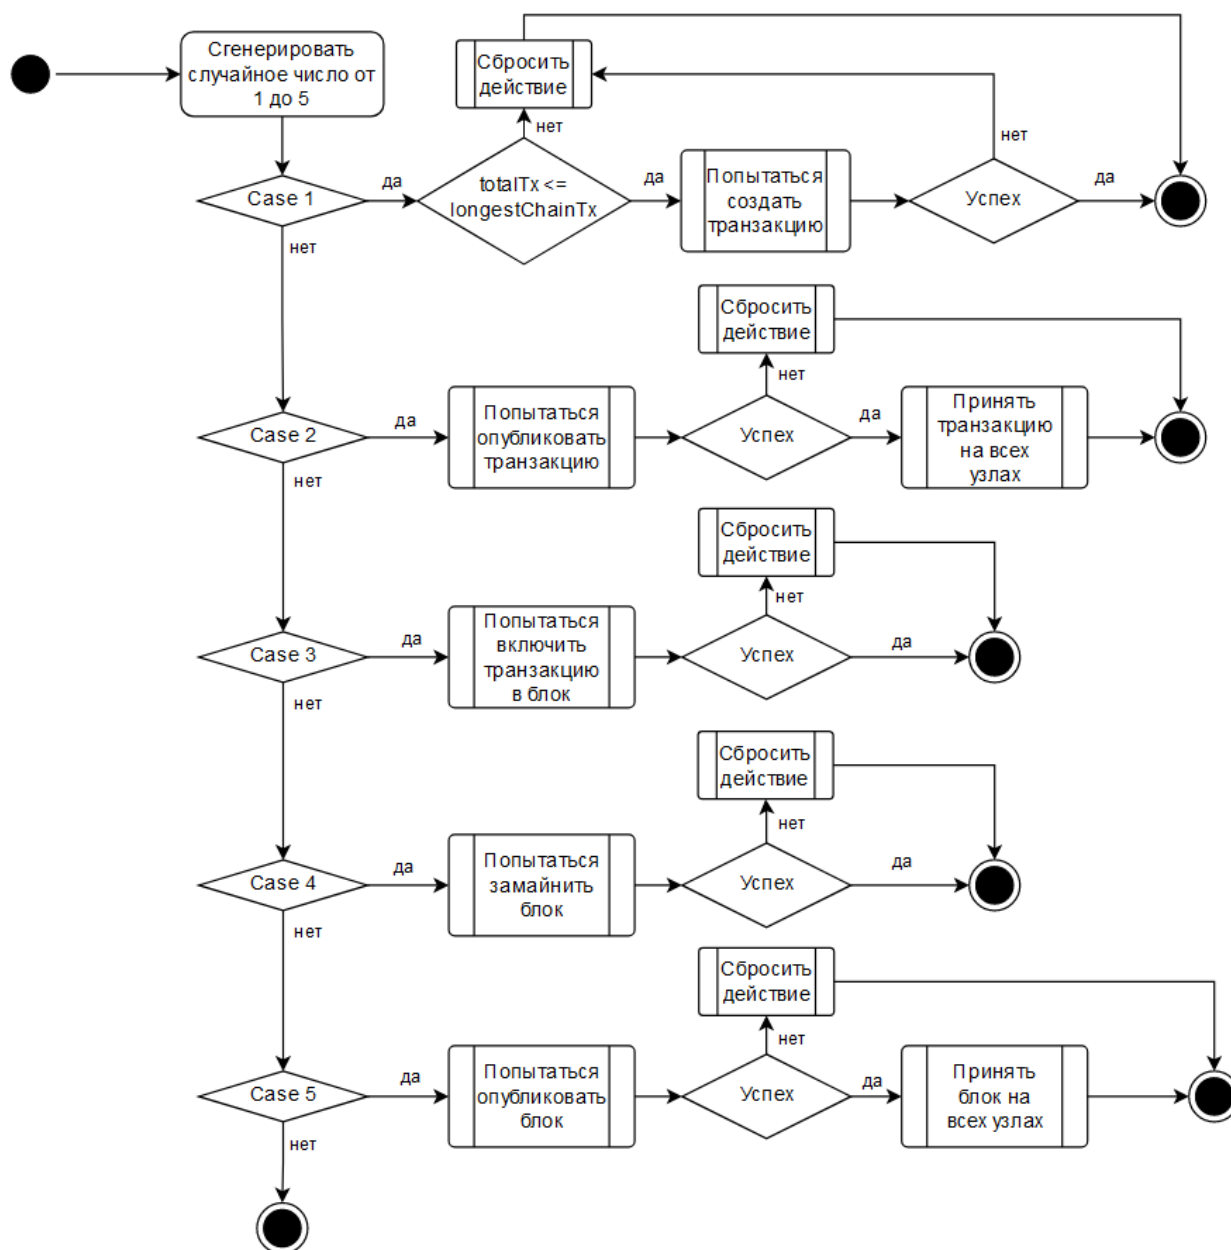 Сгенерировать
случайное число от
1 до 5
Сбросить
действие
нет
нет
Case 1
да
totalTx <=
longestChainTx
да
Попытаться
создать
транзакцию
Успех
да
нет
Сбросить
действие
нет
Case 2
да
Попытаться
опубликовать
транзакцию
Успех
да
Принять
транзакцию
на всех
узлах
нет
Сбросить
действие
нет
Case 3
да
Попытаться
включить
транзакцию
в блок
Успех
да
нет
Сбросить
действие
нет
Case 4
да
Попытаться
замайнить
блок
Успех
да
нет
Сбросить
действие
нет
Case 5
да
Попытаться
опубликовать
блок
Успех
да
Принять
блок на
всех узлах
нет